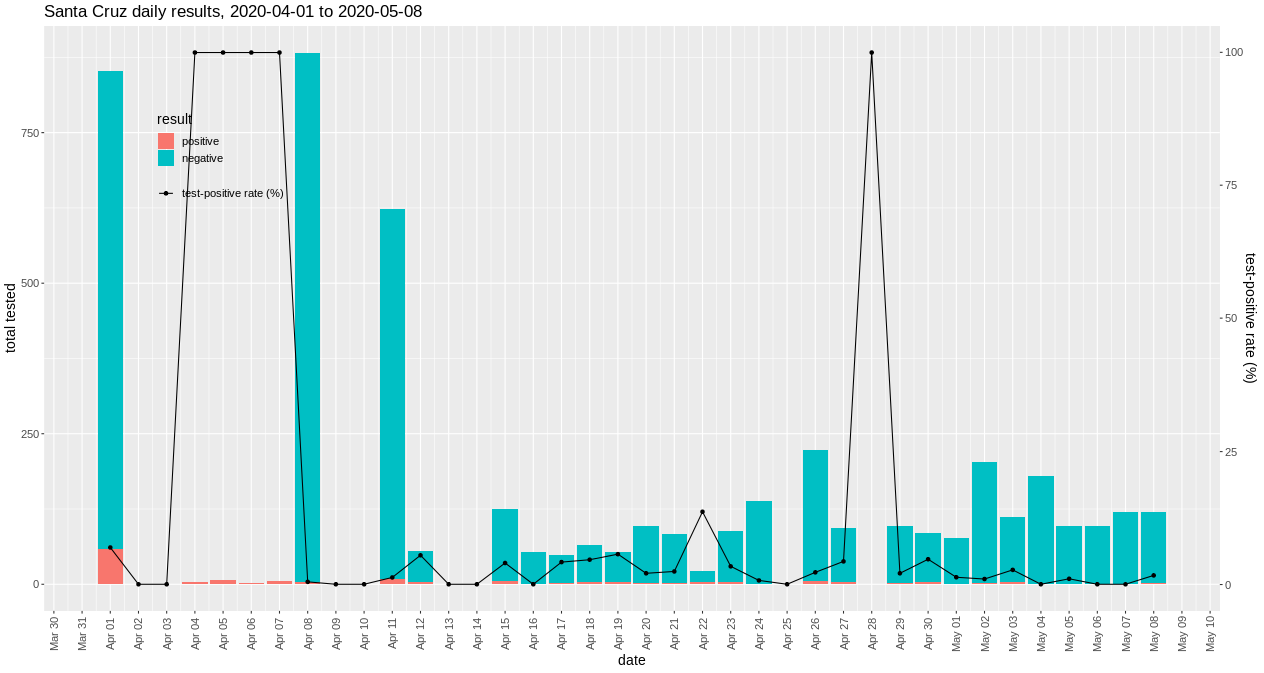 Santa Cruz daily results, 2020-04-01 to 2020-05-08
total tested
750
500
250
0
result
positive
negative
test-positive rate (%)
100
75
50
25
0
test-positive rate (%)
Mar 30
Mar 31
Apr 01
Apr 02
Apr 03
Apr 04
Apr 05
Apr 06
Apr 07
Apr 08
Apr 09
Apr 10
Apr 11
Apr 12
Apr 13
Apr 14
Apr 15
Apr 16
Apr 17
Apr 18
Apr 19
Apr 20
Apr 21
Apr 22
Apr 23
Apr 24
Apr 25
Apr 26
Apr 27
Apr 28
Apr 29
Apr 30
May 01
May 02
May 03
May 04
May 05
May 06
May 07
May 08
May 09
May 10
date